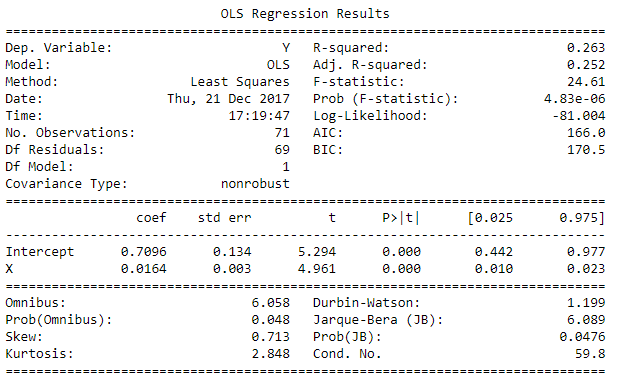 OLS Regression Results
==============================================================================
Dep. Variable: Y R-squared: 0.263
Model: OLS Adj. R-squared: 0.252
Method: Least Squares F-statistic: 24.61
Date: Thu, 21 Dec 2017 Prob (F-statistic): 4.83e-06
Time: 17:19:47 Log-Likelihood: -81.004
No. Observations: 71 AIC: 166.0
Df Residuals: 69 BIC: 170.5
Df Model: 1
Covariance Type: nonrobust
==============================================================================
coef std err t P>|t| [0.025 0.975]
------------------------------------------------------------------------------
Intercept 0.7096 0.134 5.294 0.000 0.442 0.977
X 0.0164 0.003 4.961 0.000 0.010 0.023
==============================================================================
Omnibus: 6.058 Durbin-Watson: 1.199
Prob(Omnibus): 0.048 Jarque-Bera (JB): 6.089
Skew: 0.713 Prob(JB): 0.0476
Kurtosis: 2.848 Cond. No. 59.8
==============================================================================